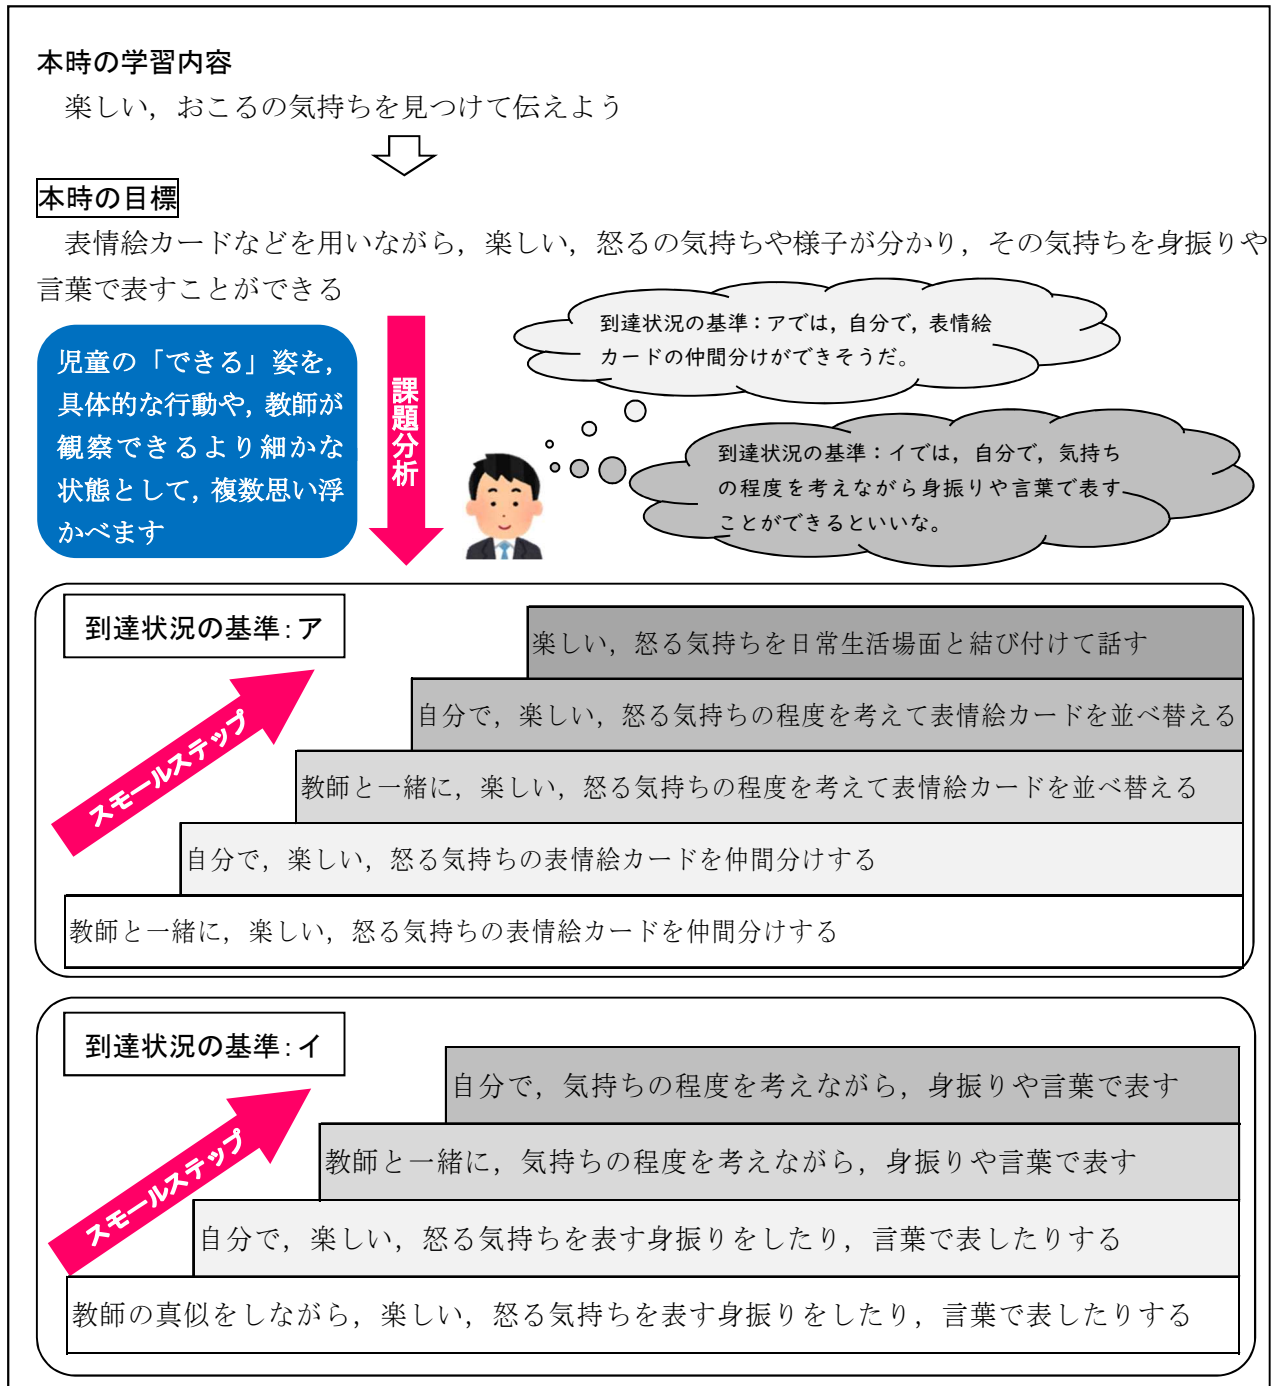 本時の学習内容
楽しい，おこるの気持ちを見つけて伝えよう
本時の目標
表情絵カードなどを用いながら，楽しい，怒るの気持ちや様子が分かり，その気持ちを身振りや
言葉で表すことができる
児童の「できる」姿を，
具体的な行動や，教師が
観察できるより細かな
状態として，複数思い浮
かべます
課題分析
到達状況の基準：アでは，自分で，表情絵
カードの仲間分けができそうだ。
到達状況の基準：イでは，自分で，気持ち
の程度を考えながら身振りや言葉で表す
ことができるといいな。
到達状況の基準：ア
スモールステップ
楽しい，怒る気持ちを日常生活場面と結び付けて話す
自分で，楽しい，怒る気持ちの程度を考えて表情絵カードを並べ替える
教師と一緒に，楽しい，怒る気持ちの程度を考えて表情絵カードを並べ替える
自分で，楽しい，怒る気持ちの表情絵カードを仲間分けする
教師と一緒に，楽しい，怒る気持ちの表情絵カードを仲間分けする
到達状況の基準：イ
スモールステップ
自分で，気持ちの程度を考えながら，身振りや言葉で表す
教師と一緒に，気持ちの程度を考えながら，身振りや言葉で表す
自分で，楽しい，怒る気持ちを表す身振りをしたり，言葉で表したりする
教師の真似をしながら，楽しい，怒る気持ちを表す身振りをしたり，言葉で表したりする